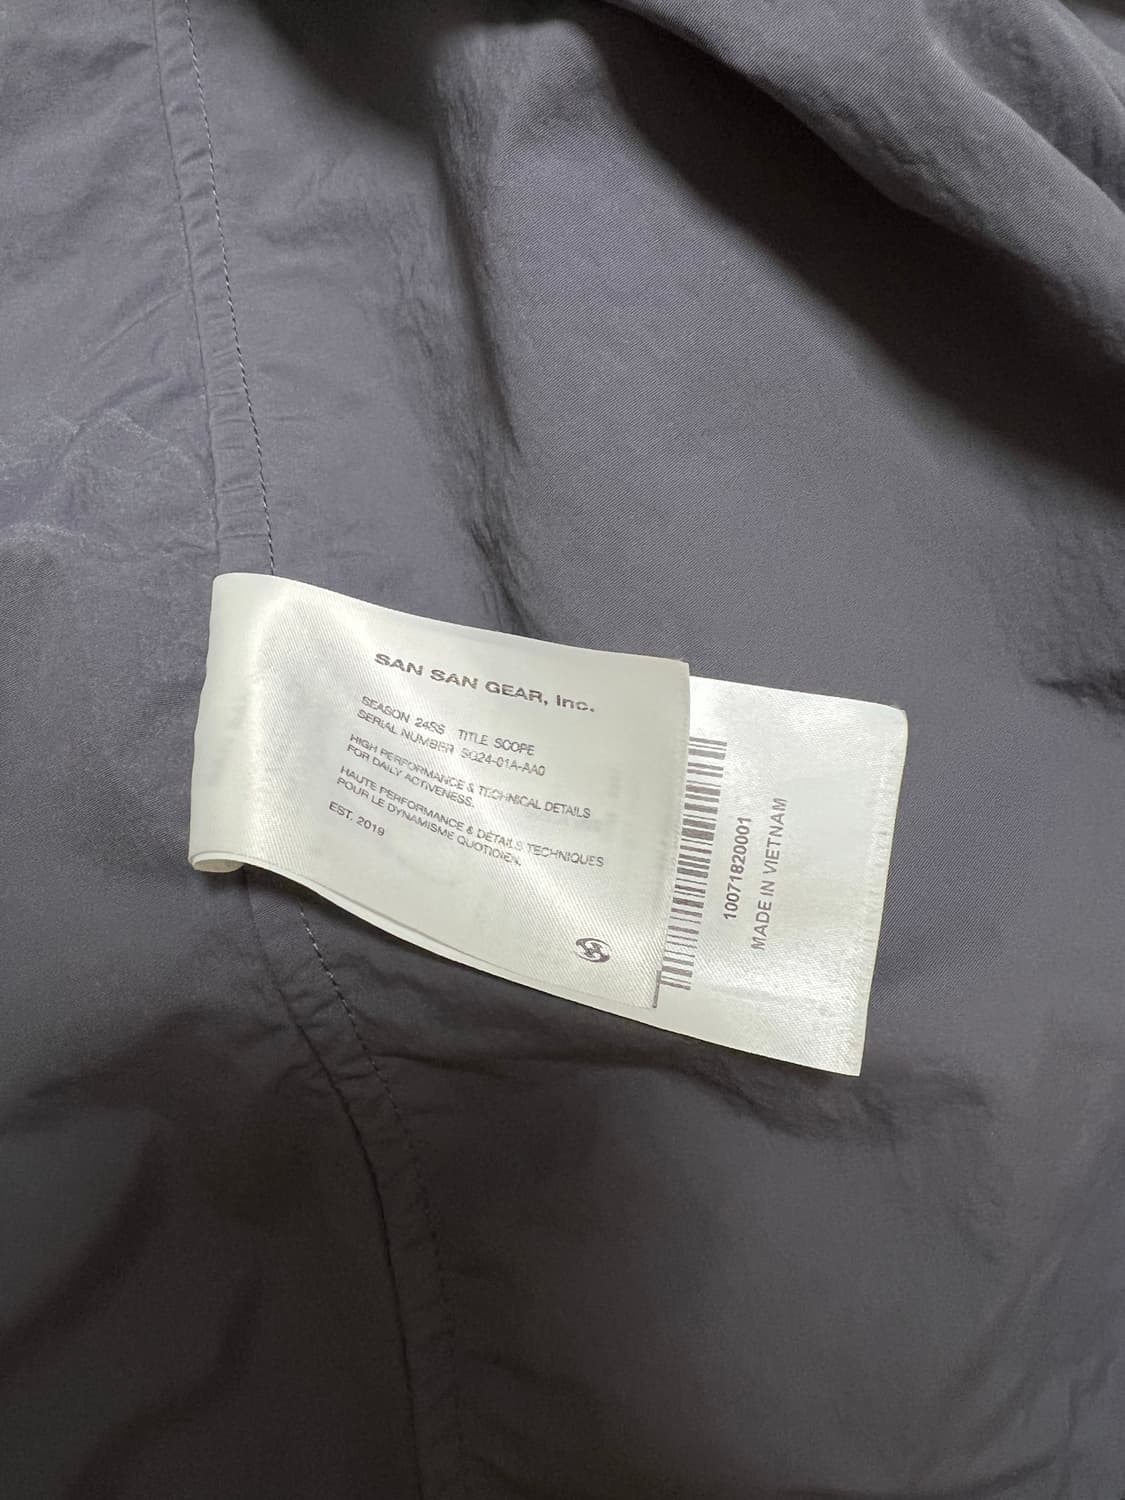 SAN SAN GEAR, Inc.
SEASON 24SS TITLE SCOPE
SERIAL NUMBER SG24-01A-AA0
HIGH PERFORMANCE & TECHNICAL DETAILS
FOR DAILY ACTIVENESS.
HAUTE PERFORMANCE & DÉTAILS TECHNIQUES
POUR LE DYNAMISME QUOTIDIEN.
EST. 2019
10071820001
MADE IN VIETNAM